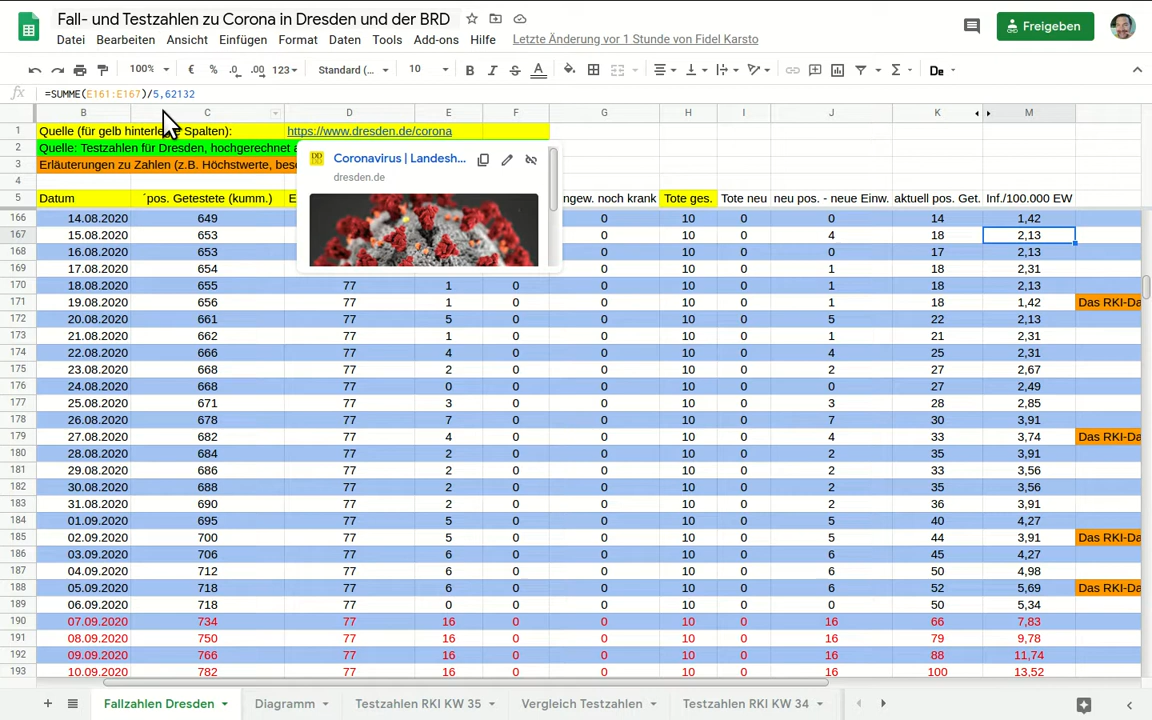 Fall- und Testzahlen zu Corona in Dresden und der BRD
Datei Bearbeiten Ansicht Einfügen Format Daten Tools Add-ons Hilfe Letzte Änderung vor 1 Stunde von Fidel Karsto
Freigeben
100% € % .0 .00 123 Standard (... 10 B I S A Σ De
fx =SUMME(E161:E167)/5,62132
B C D E F G H I J K M
1 Quelle (für gelb hinterle Spalten): https://www.dresden.de/corona
2 Quelle: Testzahlen für Dresden, hochgerechnet a
3 Erläuterungen zu Zahlen (z.B. Höchstwerte, beso
4
Coronavirus | Landesh...
dresden.de
5 Datum ´pos. Getestete (kumm.) E ngew. noch krank Tote ges. Tote neu neu pos. - neue Einw. aktuell pos. Get. Inf./100.000 EW
166 14.08.2020 649 0 10 0 0 14 1,42
167 15.08.2020 653 0 10 0 4 18 2,13
168 16.08.2020 653 0 10 0 0 17 2,13
169 17.08.2020 654 0 10 0 1 18 2,31
170 18.08.2020 655 77 1 0 0 10 0 1 18 2,13
171 19.08.2020 656 77 1 0 0 10 0 1 18 1,42 Das RKI-Da
172 20.08.2020 661 77 5 0 0 10 0 5 22 2,13
173 21.08.2020 662 77 1 0 0 10 0 1 21 2,31
174 22.08.2020 666 77 4 0 0 10 0 4 25 2,31
175 23.08.2020 668 77 2 0 0 10 0 2 27 2,67
176 24.08.2020 668 77 0 0 0 10 0 0 27 2,49
177 25.08.2020 671 77 3 0 0 10 0 3 28 2,85
178 26.08.2020 678 77 7 0 0 10 0 7 30 3,91
179 27.08.2020 682 77 4 0 0 10 0 4 33 3,74 Das RKI-Da
180 28.08.2020 684 77 2 0 0 10 0 2 35 3,91
181 29.08.2020 686 77 2 0 0 10 0 2 33 3,56
182 30.08.2020 688 77 2 0 0 10 0 2 35 3,56
183 31.08.2020 690 77 2 0 0 10 0 2 36 3,91
184 01.09.2020 695 77 5 0 0 10 0 5 40 4,27
185 02.09.2020 700 77 5 0 0 10 0 5 44 3,91 Das RKI-Da
186 03.09.2020 706 77 6 0 0 10 0 6 45 4,27
187 04.09.2020 712 77 6 0 0 10 0 6 50 4,98
188 05.09.2020 718 77 6 0 0 10 0 6 52 5,69 Das RKI-Da
189 06.09.2020 718 77 0 0 0 10 0 0 50 5,34
190 07.09.2020 734 77 16 0 0 10 0 16 66 7,83
191 08.09.2020 750 77 16 0 0 10 0 16 79 9,78
192 09.09.2020 766 77 16 0 0 10 0 16 88 11,74
193 10.09.2020 782 77 16 0 0 10 0 16 100 13,52
Fallzahlen Dresden Diagramm Testzahlen RKI KW 35 Vergleich Testzahlen Testzahlen RKI KW 34